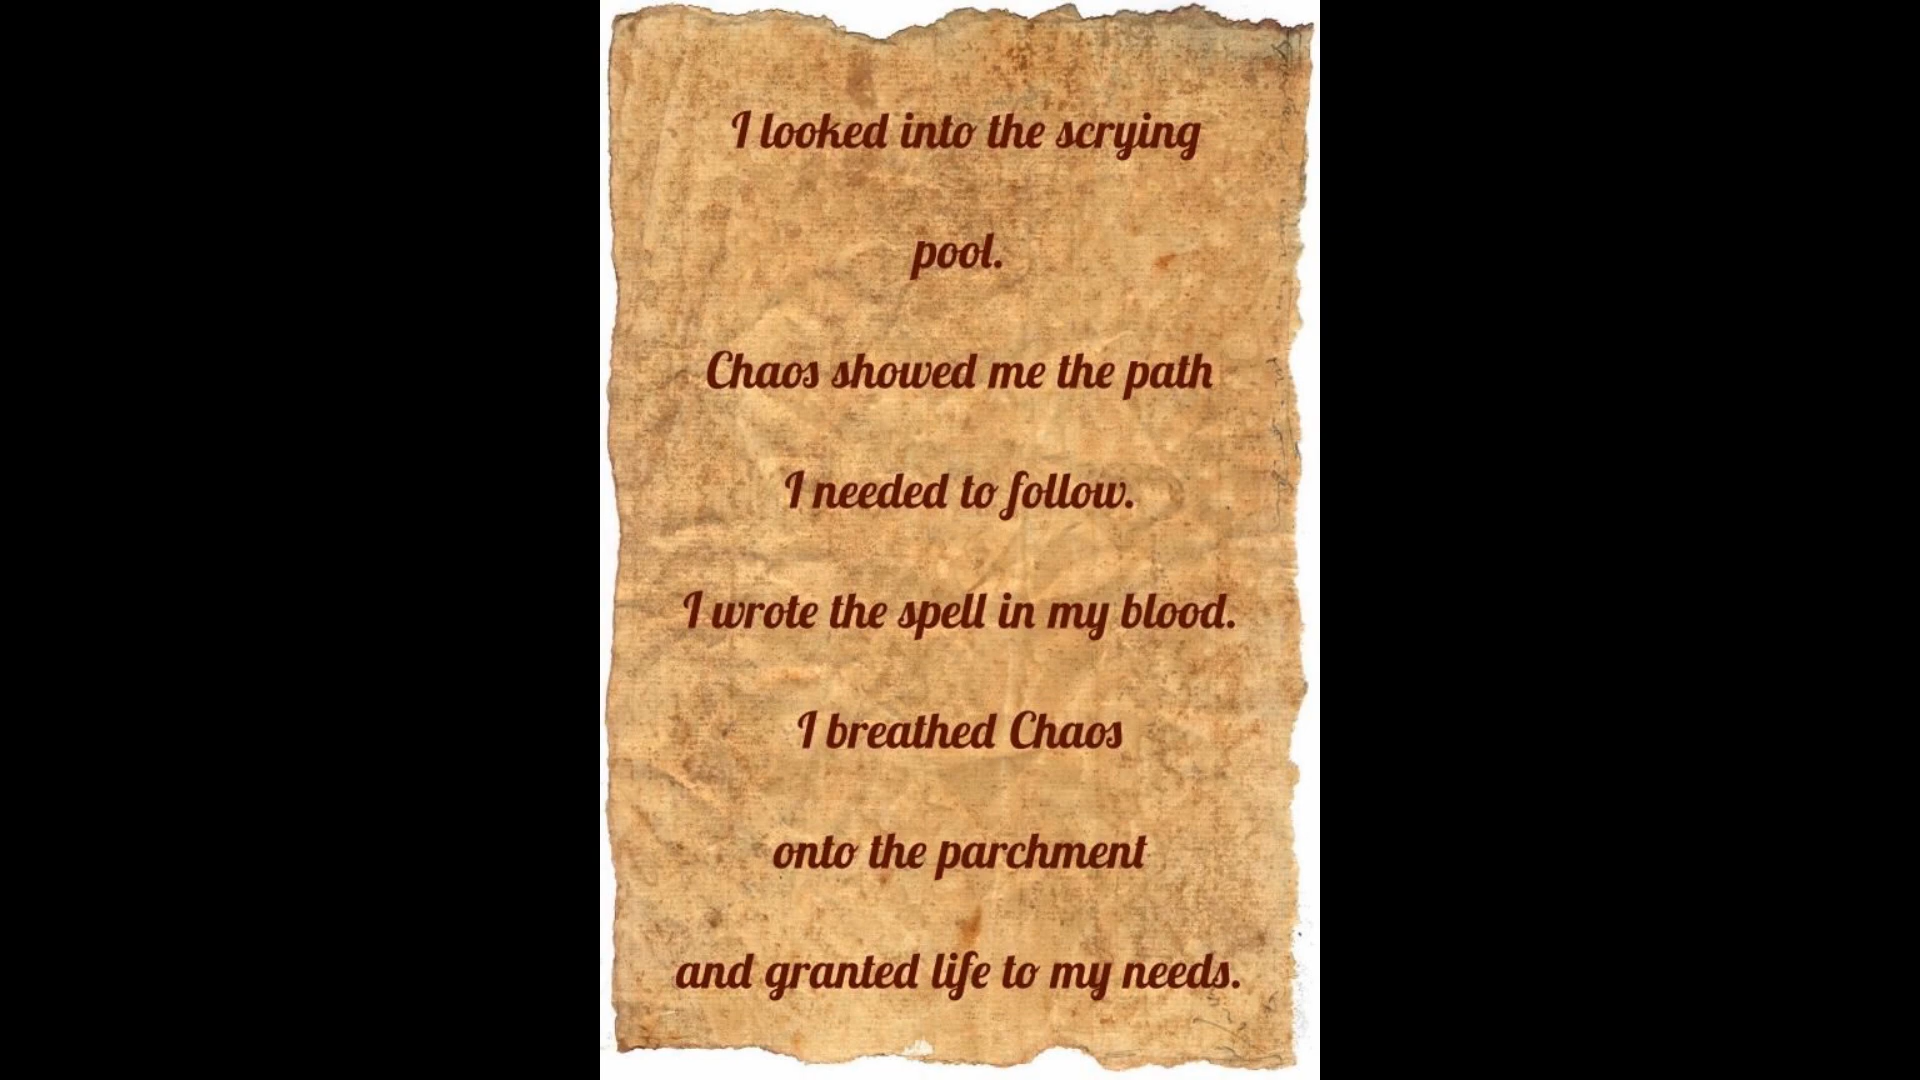 I looked into the scrying
pool.
Chaos showed me the path
I needed to follow.
I wrote the spell in my blood.
I breathed Chaos
onto the parchment
and granted life to my needs.